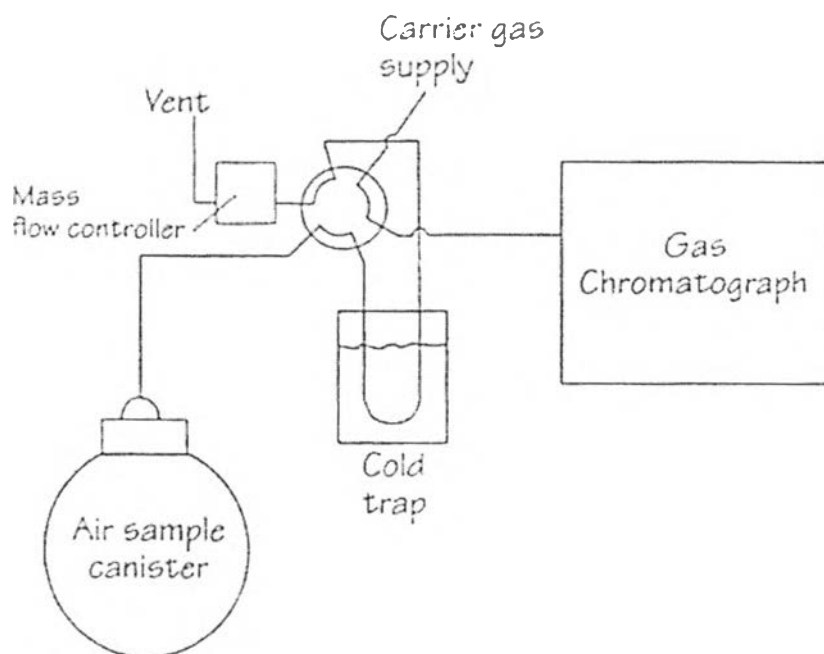 Carrier gas
supply
Vent
Mass
flow controller
Gas
Chromatograph
Cold
trap
Air sample
canister